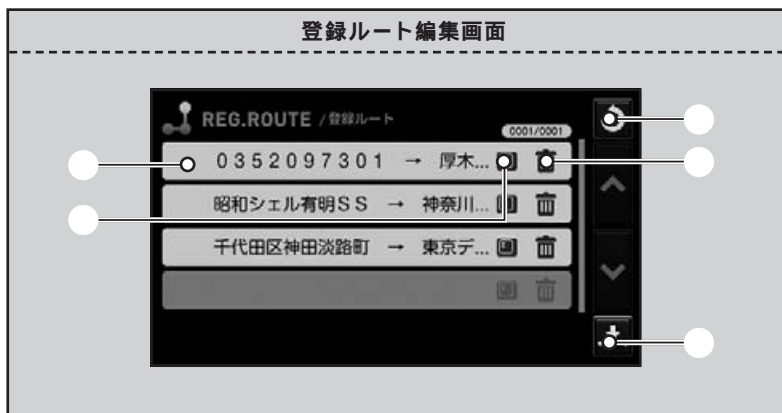 登録ルート編集画面
REG.ROUTE /登録ルート
0001/0001
0352097301 → 厚木...
昭和シェル有明SS → 神奈川...
千代田区神田淡路町 → 東京デ...